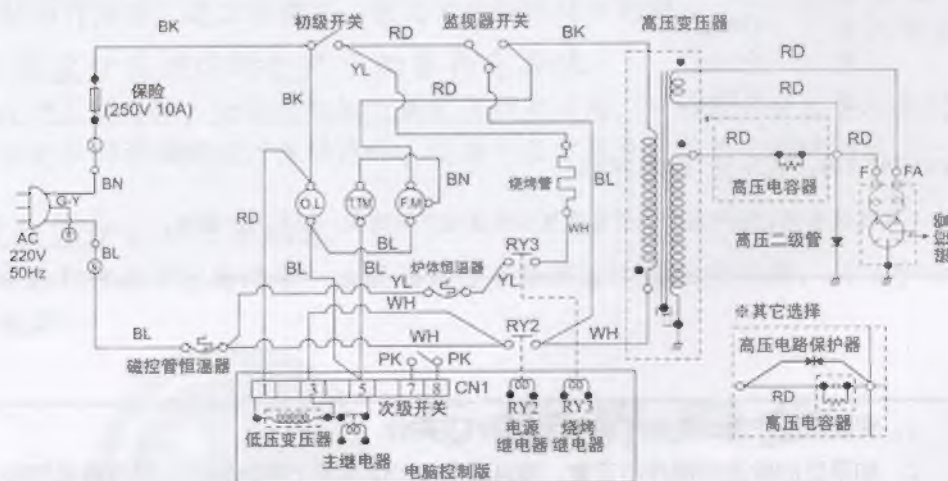 初级开关
监视器开关
高压变压器
BK
RD
BK
RD
YL
RD
RD
保险
(250V 10A)
BK
RD
RD
BN
G-Y
BN
O.L
T.TM
F.M
烧烤管
BL
高压电容器
F
FA
AC
220V
50Hz
RD
BL
BL
BL
BL
炉体恒温器
YL
YL
RY3
WH
高压二级管
WH
※其它选择
BL
WH
RY2
WH
高压电路保护器
磁控管恒温器
PK
PK
RD
1
3
5
7
8
CN1
次级开关
RY2
RY3
高压电容器
低压变压器
电源
烧烤
继电器
继电器
主继电器
电脑控制版